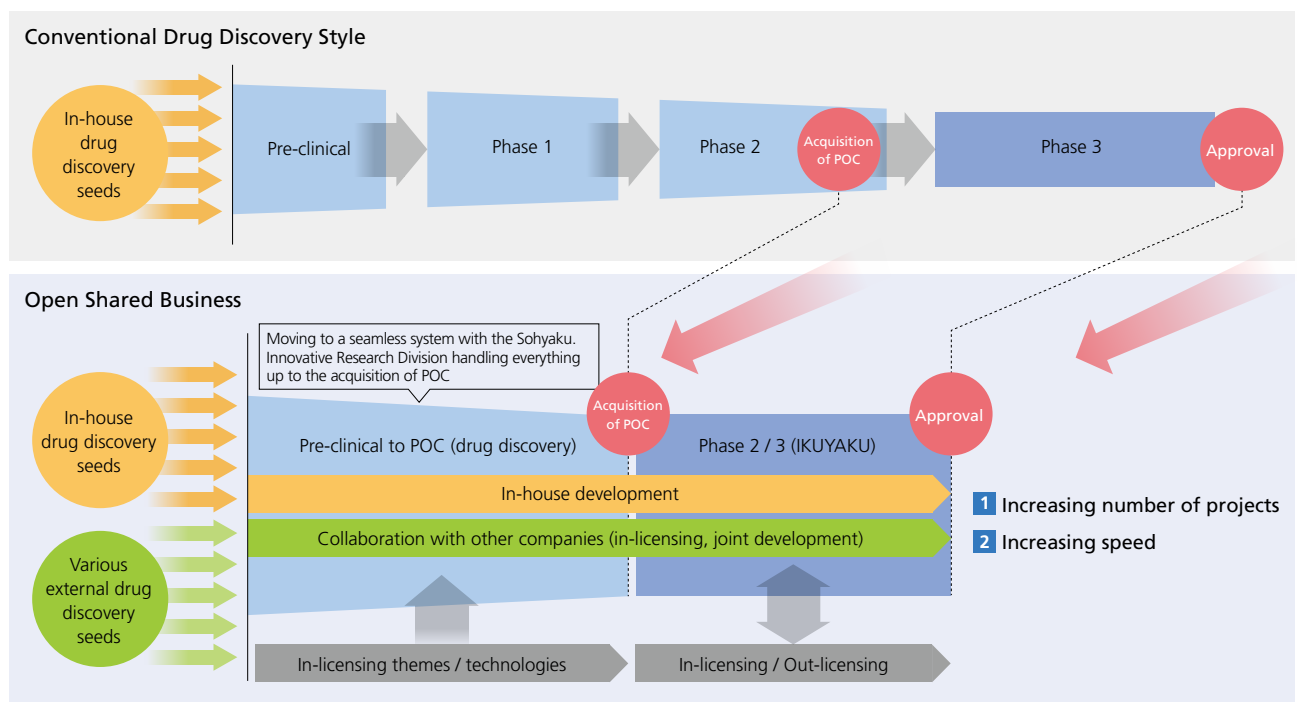 Conventional Drug Discovery Style
In-house
drug
discovery
seeds
Pre-clinical
Phase 1
Phase 2
Acquisition
of POC
Phase 3
Approval
Open Shared Business
Moving to a seamless system with the Sohyaku.
Innovative Research Division handling everything
up to the acquisition of POC
In-house
drug discovery
seeds
Various
external drug
discovery
seeds
Pre-clinical to POC (drug discovery)
Acquisition
of POC
Phase 2 / 3 (IKUYAKU)
Approval
In-house development
Collaboration with other companies (in-licensing, joint development)
In-licensing themes / technologies
In-licensing / Out-licensing
1 Increasing number of projects
2 Increasing speed